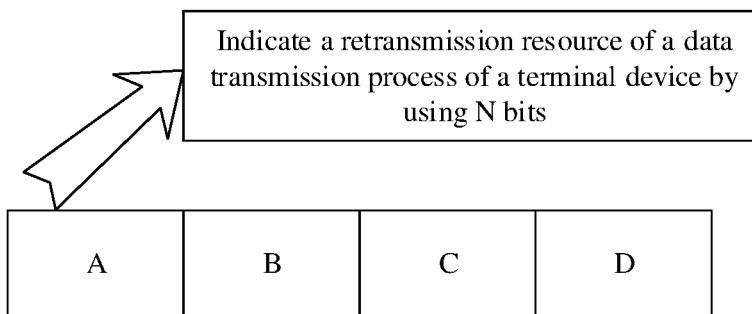 Indicate a retransmission resource of a data
transmission process of a terminal device by
using N bits
A B C D